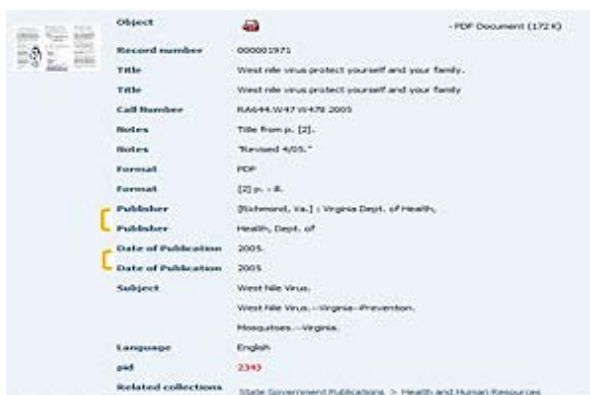 Object - PDF Document (172 K)
Record number 000001971
Title West nile virus protect yourself and your family.
Title West nile virus protect yourself and your family
Call Number RA644.W47 W478 2005
Notes Title from p. [2].
Notes "Revised 4/05."
Format PDF
Format [2] p. :
Publisher [Richmond, Va.] : Virginia Dept. of Health,
Publisher Health, Dept. of
Date of Publication 2005.
Date of Publication 2005
Subject West Nile Virus.
West Nile Virus.--Virginia--Prevention.
Mosquitoes.--Virginia.
Language English
pid 2343
Related collections State Government Publications > Health and Human Resources